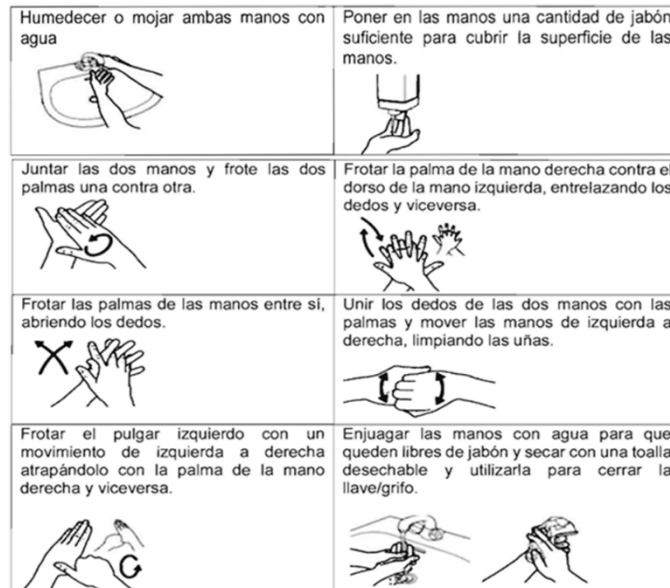 Humedecer o mojar ambas manos con
agua
Poner en las manos una cantidad de jabón
suficiente para cubrir la superficie de las
manos.
Juntar las dos manos y frote las dos
palmas una contra otra.
Frotar la palma de la mano derecha contra el
dorso de la mano izquierda, entrelazando los
dedos y viceversa.
Frotar las palmas de las manos entre sí,
abriendo los dedos.
Unir los dedos de las dos manos con las
palmas y mover las manos de izquierda a
derecha, limpiando las uñas.
Frotar el pulgar izquierdo con un
movimiento de izquierda a derecha
atrapándolo con la palma de la mano
derecha y viceversa.
Enjuagar las manos con agua para que
queden libres de jabón y secar con una toalla
desechable y utilizarla para cerrar la
llave/grifo.